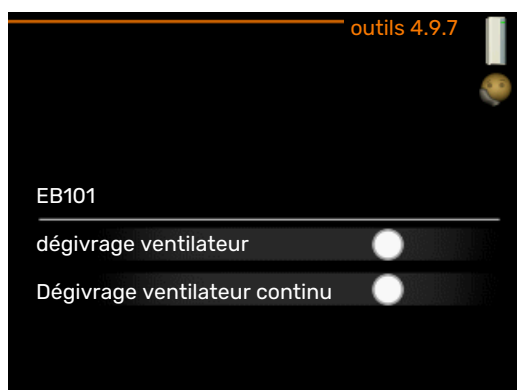 outils 4.9.7
EB101
dégivrage ventilateur
Dégivrage ventilateur continu